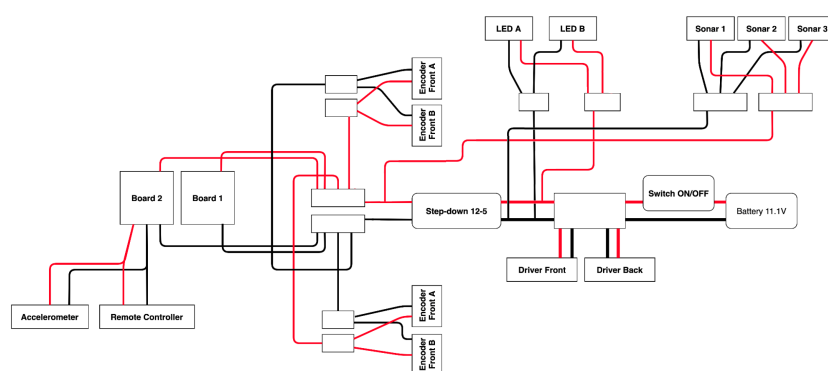 LED A
LED B
Sonar 1
Sonar 2
Sonar 3
Encoder
Front A
Encoder
Front B
Board 2
Board 1
Switch ON/OFF
Step-down 12-5
Battery 11.1V
Driver Front
Driver Back
Accelerometer
Remote Controller
Encoder
Front A
Encoder
Front B